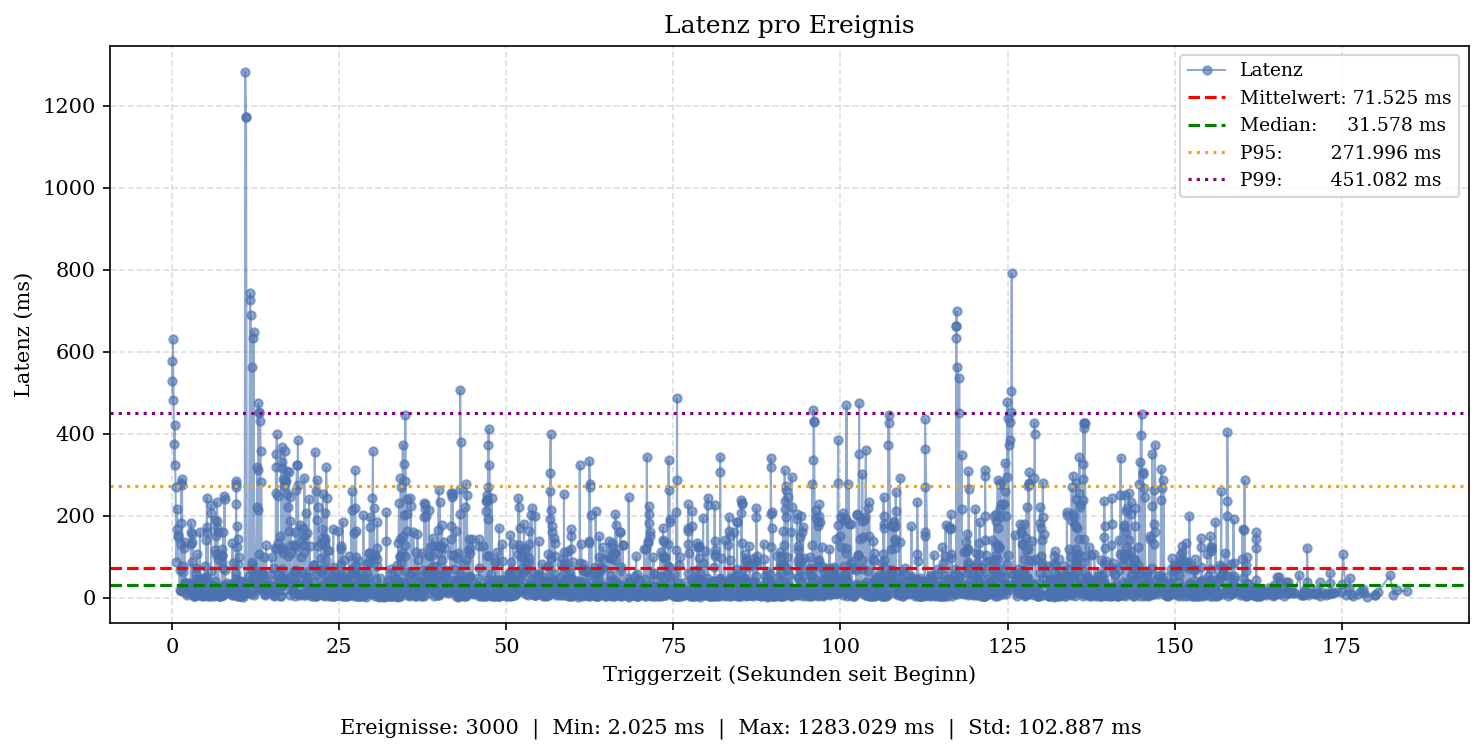 Latenz pro Ereignis
Latenz (ms)
1200
1000
800
600
400
200
0
Latenz
Mittelwert: 71.525 ms
Median: 31.578 ms
P95: 271.996 ms
P99: 451.082 ms
0 25 50 75 100 125 150 175
Triggerzeit (Sekunden seit Beginn)
Ereignisse: 3000 | Min: 2.025 ms | Max: 1283.029 ms | Std: 102.887 ms